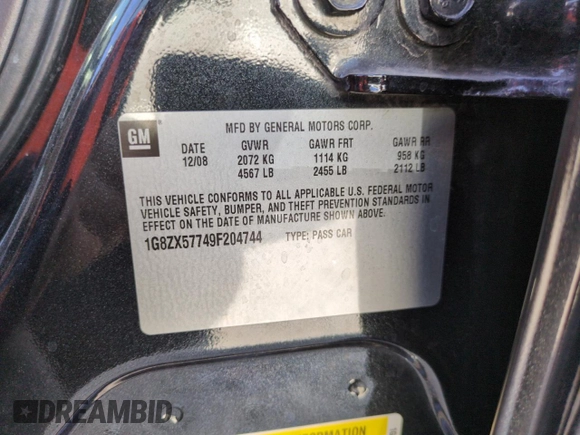 GM
MFD BY GENERAL MOTORS CORP.
DATE GVWR GAWR FRT GAWR RR
12/08 2072 KG 1114 KG 958 KG
4567 LB 2455 LB 2112 LB
THIS VEHICLE CONFORMS TO ALL APPLICABLE U.S. FEDERAL MOTOR
VEHICLE SAFETY, BUMPER, AND THEFT PREVENTION STANDARDS IN
EFFECT ON THE DATE OF MANUFACTURE SHOWN ABOVE.
1G8ZX57749F204744 TYPE: PASS CAR
DREAMBID
INFORMATION